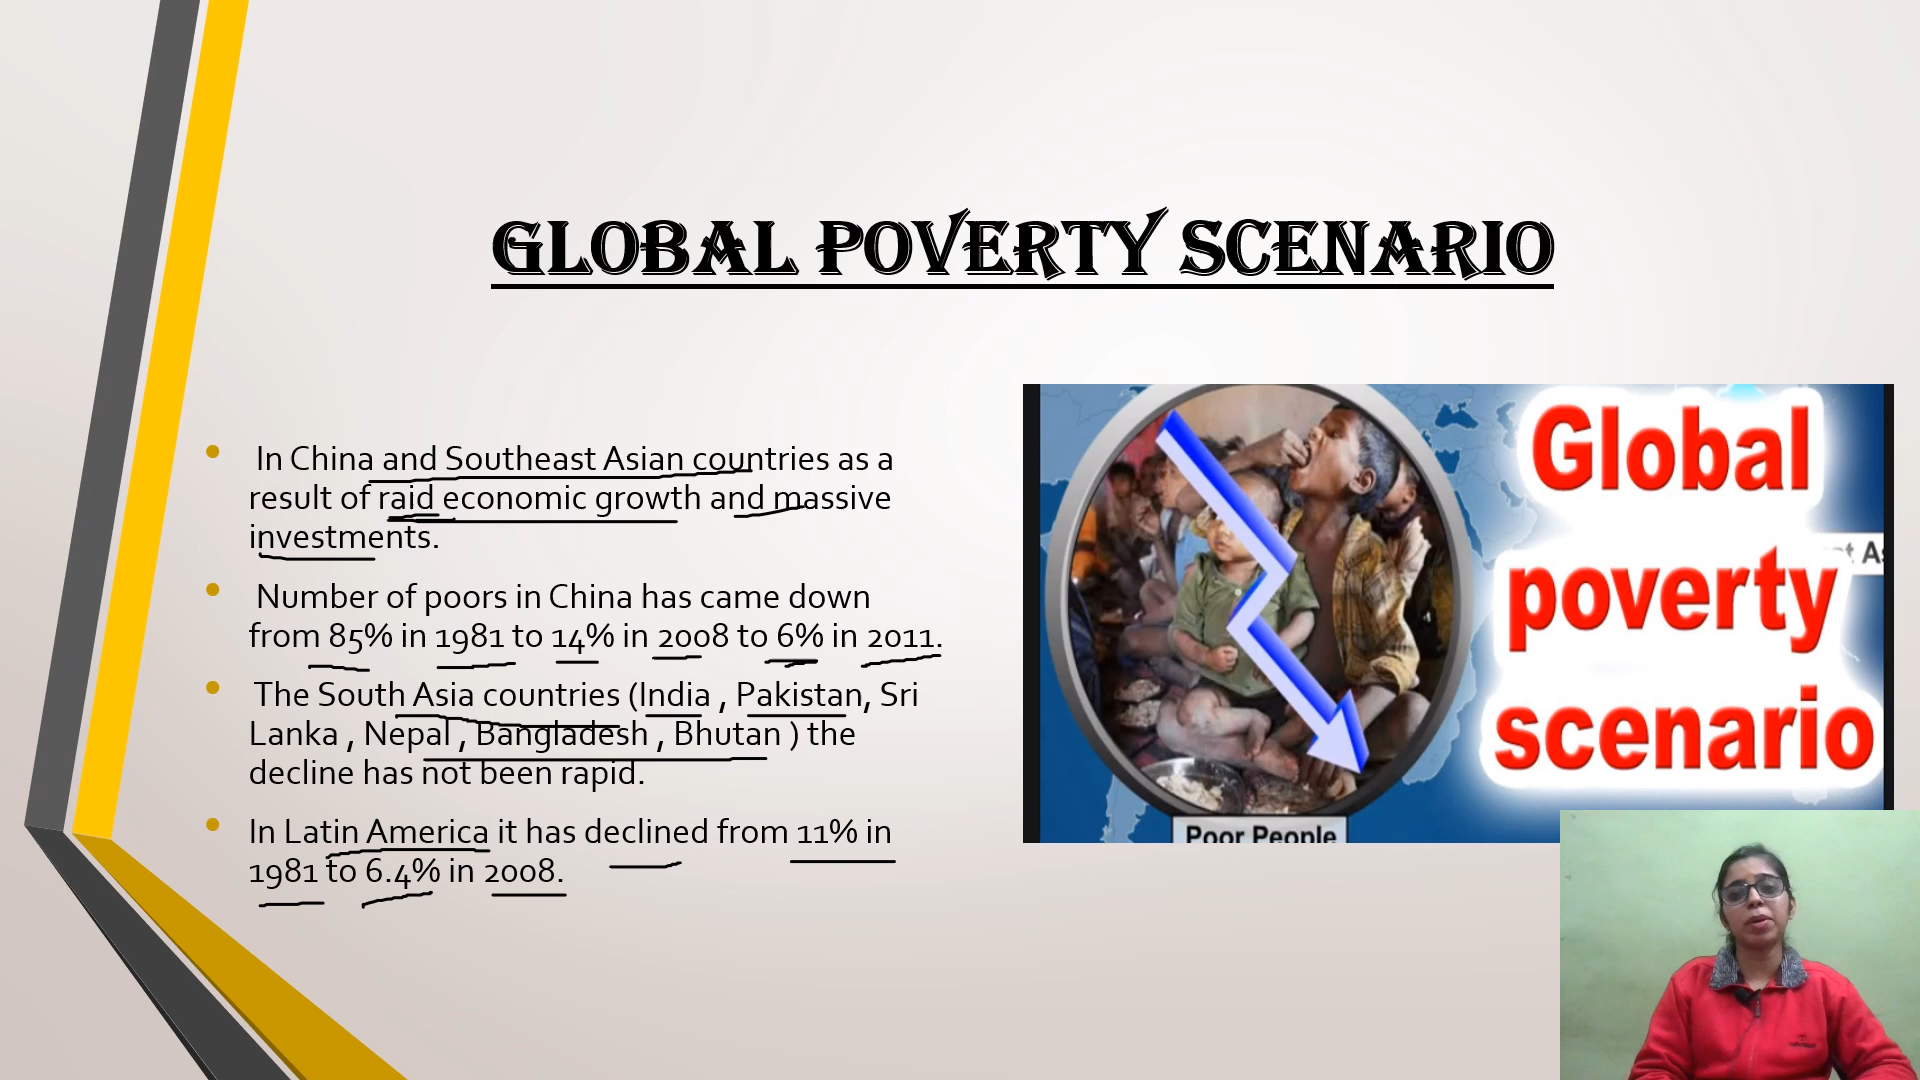 GLOBAL POVERTY SCENARIO
In China and Southeast Asian countries as a
result of raid economic growth and massive
investments.
Number of poors in China has came down
from 85% in 1981 to 14% in 2008 to 6% in 2011.
The South Asia countries (India , Pakistan, Sri
Lanka , Nepal , Bangladesh , Bhutan ) the
decline has not been rapid.
In Latin America it has declined from 11% in
1981 to 6.4% in 2008.
Global
poverty
scenario
Poor People